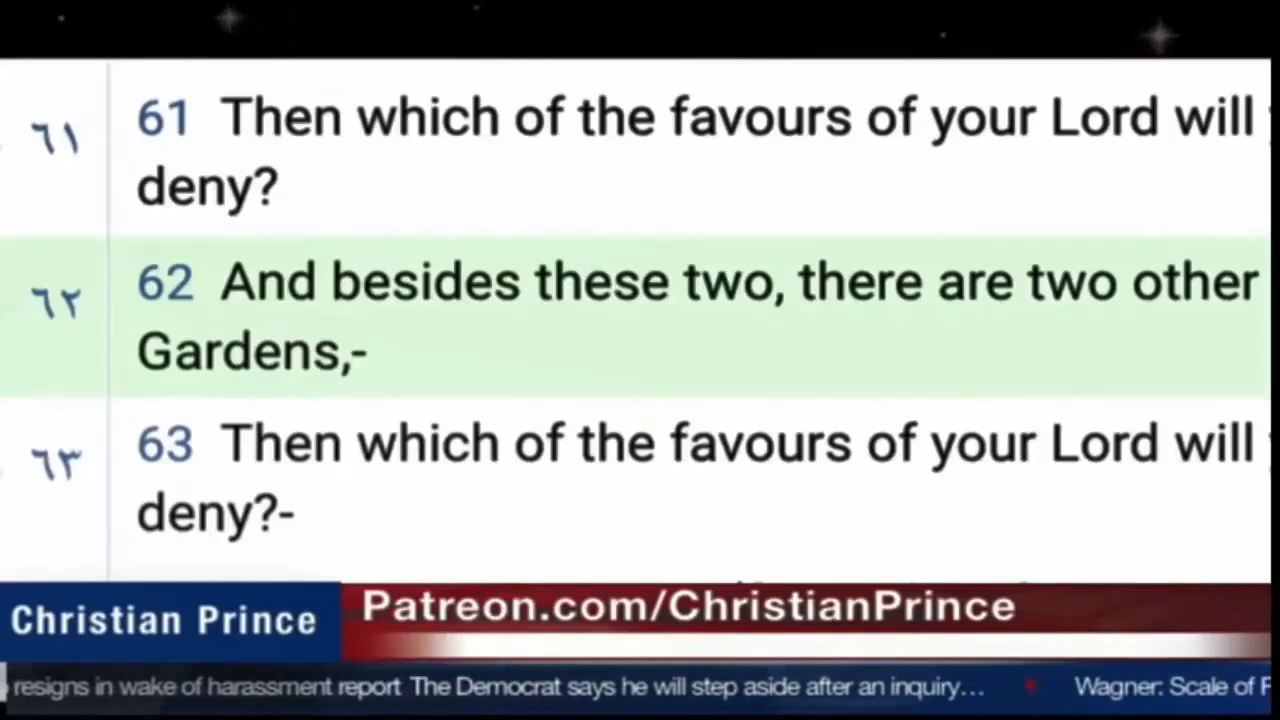 ٦١ 61 Then which of the favours of your Lord will
deny?
٦٢ 62 And besides these two, there are two other
Gardens,-
٦٣ 63 Then which of the favours of your Lord will
deny?-
Christian Prince
Patreon.com/ChristianPrince
resigns in wake of harassment report The Democrat says he will step aside after an inquiry... Wagner: Scale of